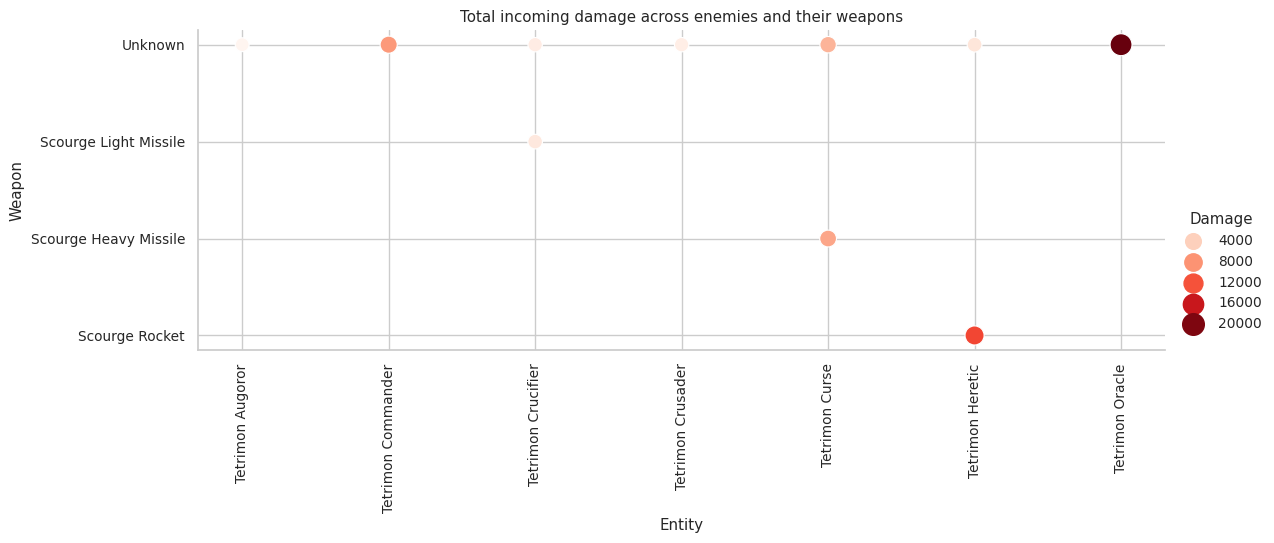 Total incoming damage across enemies and their weapons
Weapon
Unknown
Scourge Light Missile
Scourge Heavy Missile
Scourge Rocket
Tetrimon Augoror
Tetrimon Commander
Tetrimon Crucifier
Tetrimon Crusader
Tetrimon Curse
Tetrimon Heretic
Tetrimon Oracle
Entity
Damage
4000
8000
12000
16000
20000